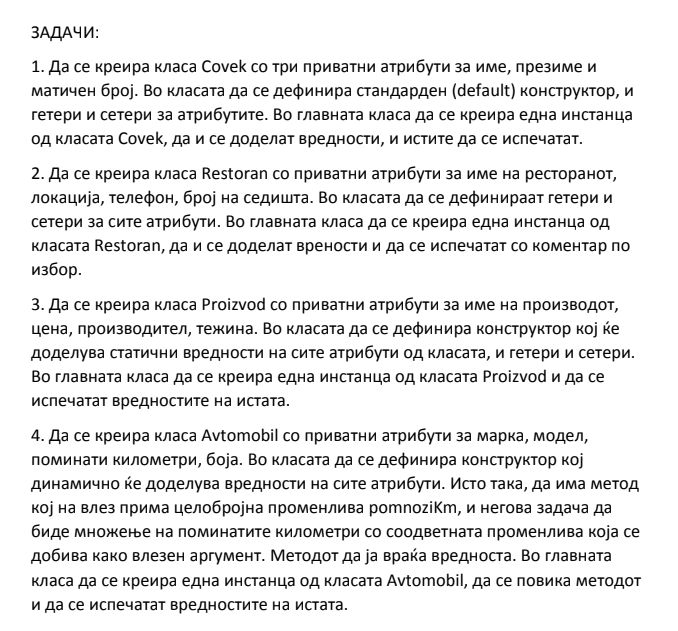 ЗАДАЧИ:
1. Да се креира класа Covek со три приватни атрибути за име, презиме и
матичен број. Во класата да се дефинира стандарден (default) конструктор, и
гетери и сетери за атрибутите. Во главната класа да се креира една инстанца
од класата Covek, да и се доделат вредности, и истите да се испечатат.
2. Да се креира класа Restoran со приватни атрибути за име на ресторанот,
локација, телефон, број на седишта. Во класата да се дефинираат гетери и
сетери за сите атрибути. Во главната класа да се креира една инстанца од
класата Restoran, да и се доделат врености и да се испечатат со коментар по
избор.
3. Да се креира класа Proizvod со приватни атрибути за име на производот,
цена, производител, тежина. Во класата да се дефинира конструктор кој ќе
доделува статични вредности на сите атрибути од класата, и гетери и сетери.
Во главната класа да се креира една инстанца од класата Proizvod и да се
испечатат вредностите на истата.
4. Да се креира класа Avtomobil со приватни атрибути за марка, модел,
поминати километри, боја. Во класата да се дефинира конструктор кој
динамично ќе доделува вредности на сите атрибути. Исто така, да има метод
кој на влез прима целобројна променлива pomnoziKm, и негова задача да
биде множење на поминатите километри со соодветната променлива која се
добива како влезен аргумент. Методот да ја враќа вредноста. Во главната
класа да се креира една инстанца од класата Avtomobil, да се повика методот
и да се испечатат вредностите на истата.